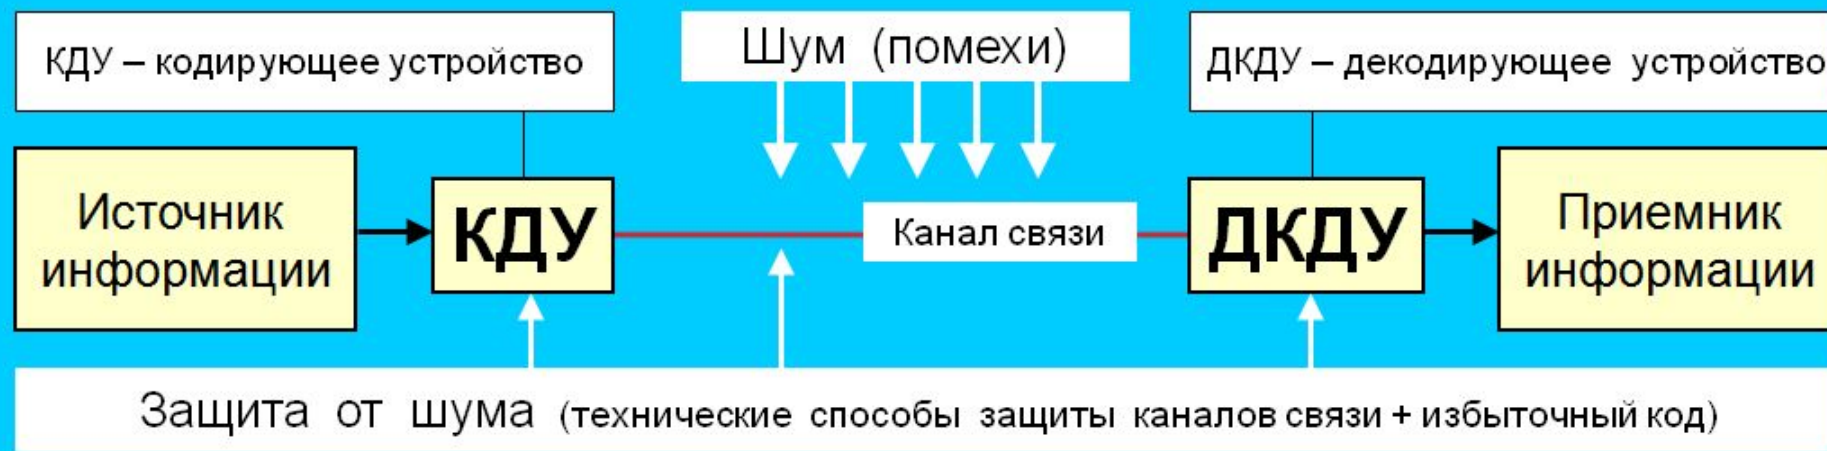 КДУ – кодирующее устройство
Шум (помехи)
ДКДУ – декодирующее устройство
Источник
информации
КДУ
Канал связи
ДКДУ
Приемник
информации
Защита от шума (технические способы защиты каналов связи + избыточный код)